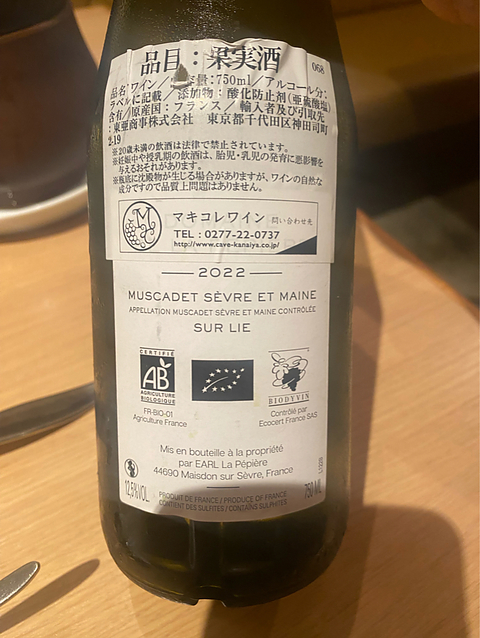 品目：果実酒
068
品名：ワイン／容量：750ml／アルコール分：
ラベルに記載／添加物：酸化防止剤（亜硫酸塩）
含有／原産国：フランス／輸入者及び引取先
：東亜商事株式会社 東京都千代田区神田司町
2-19
※20歳未満の飲酒は法律で禁止されています。
※妊娠中や授乳期の飲酒は、胎児・乳児の発育に悪影響を
与えるおそれがあります。
※瓶底に沈殿物が生じる場合がありますが、ワインの自然な
成分ですので品質上問題はありません。
マキコレワイン 問い合わせ先
TEL：0277-22-0737
http://www.cave-kanaiya.co.jp/
2022
MUSCADET SÈVRE ET MAINE
APPELLATION MUSCADET SÈVRE ET MAINE CONTRÔLÉE
SUR LIE
CERTIFIÉ
AB
AGRICULTURE
BIOLOGIQUE
BIODYVIN
FR-BIO-01
Agriculture France
Contrôlé par
Ecocert France SAS
Mis en bouteille à la propriété
par EARL La Pépière
44690 Maisdon sur Sèvre, France
12,5%VOL.
PRODUIT DE FRANCE / PRODUCE OF FRANCE
CONTIENT DES SULFITES / CONTAINS SULPHITES
750 ML